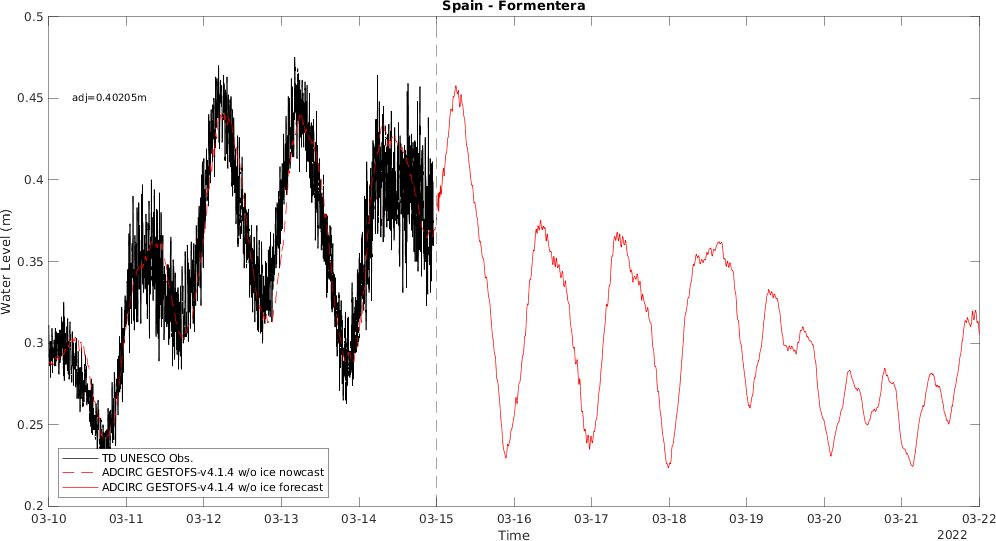 Spain - Formentera
0.5
0.45
0.4
0.35
0.3
0.25
0.2
Water Level (m)
adj=0.40205m
TD UNESCO Obs.
ADCIRC GESTOFS-v4.1.4 w/o ice nowcast
ADCIRC GESTOFS-v4.1.4 w/o ice forecast
03-10 03-11 03-12 03-13 03-14 03-15 03-16 03-17 03-18 03-19 03-20 03-21 03-22
Time
2022